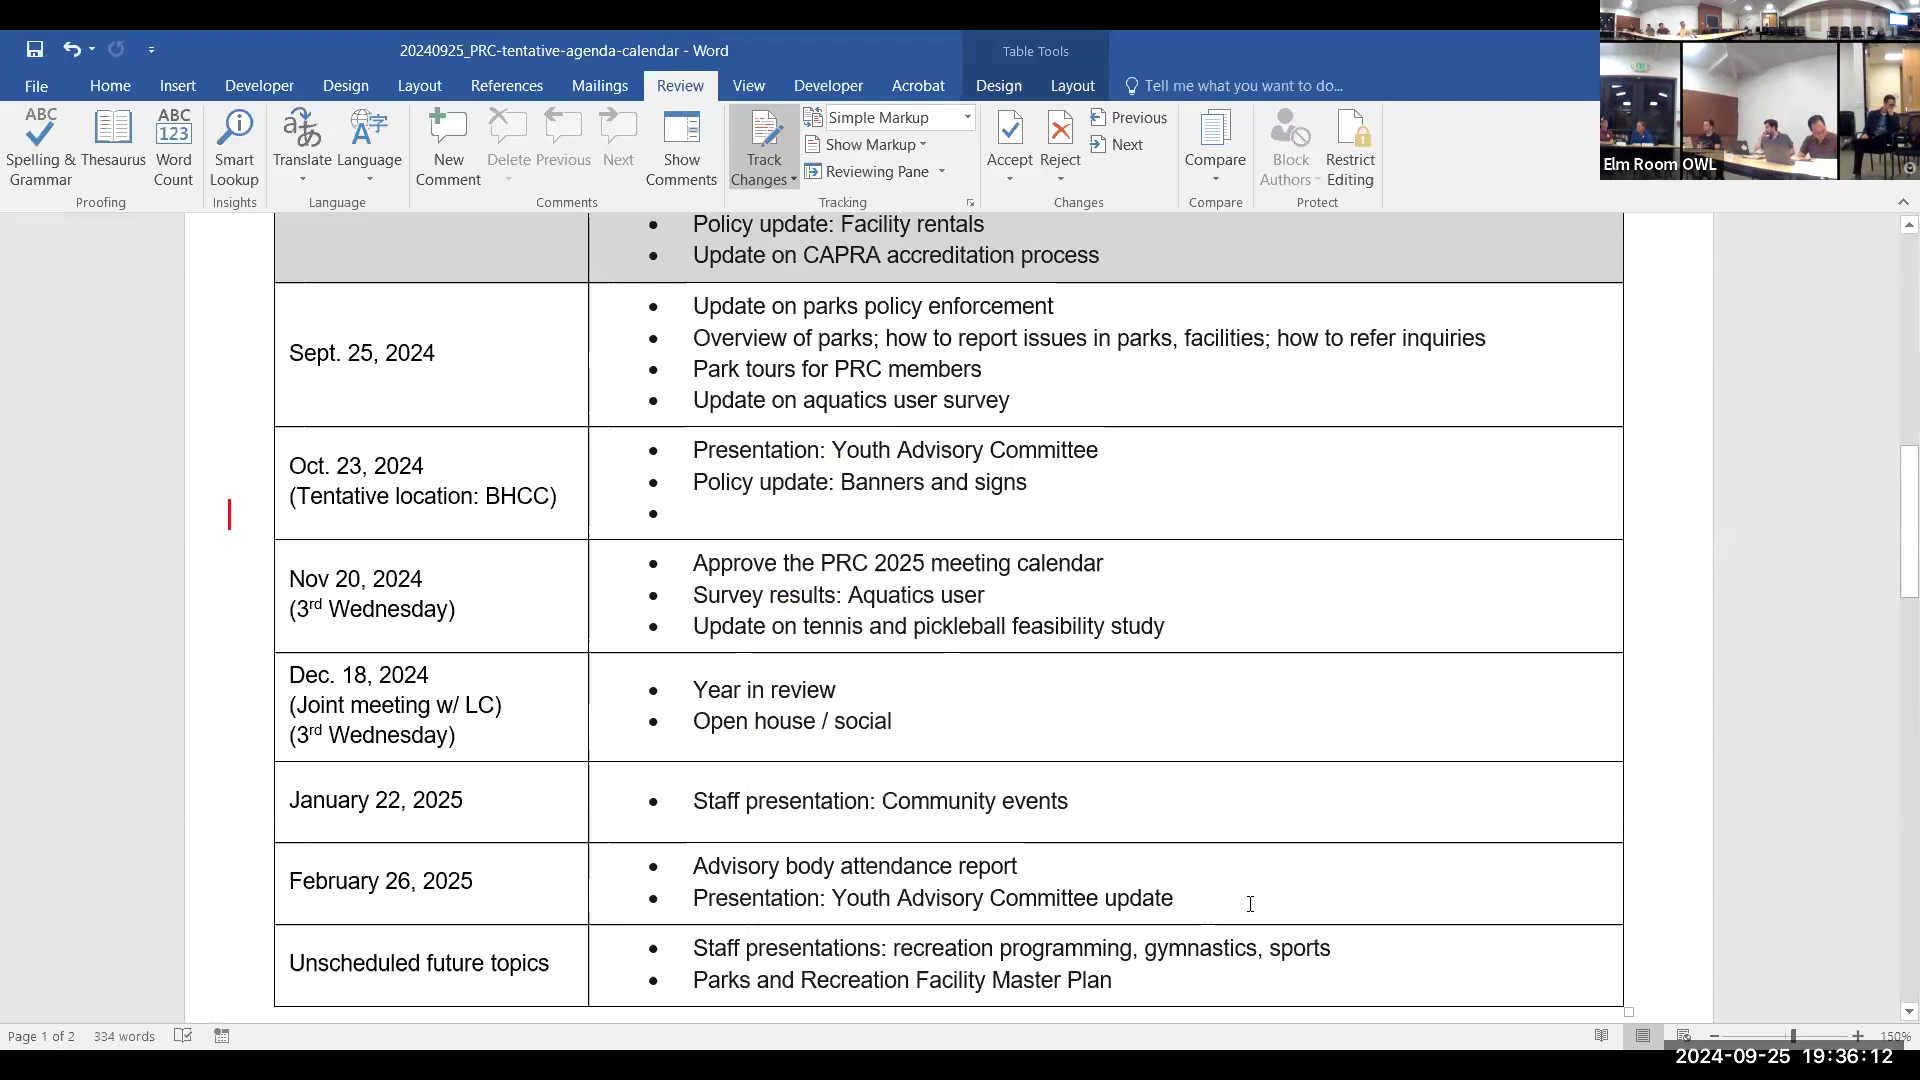 20240925_PRC-tentative-agenda-calendar - Word
Table Tools
File Home Insert Developer Design Layout References Mailings Review View Developer Acrobat Design Layout Tell me what you want to do...
ABC Spelling & Grammar
Thesaurus
ABC 123 Word Count
Smart Lookup
Translate
Language
New Comment
Delete
Previous
Next
Show Comments
Track Changes
Simple Markup
Show Markup
Reviewing Pane
Accept
Reject
Previous
Next
Compare
Block Authors
Restrict Editing
Proofing Insights Language Comments Tracking Changes Compare Protect
Elm Room OWL
• Policy update: Facility rentals
• Update on CAPRA accreditation process
Sept. 25, 2024
• Update on parks policy enforcement
• Overview of parks; how to report issues in parks, facilities; how to refer inquiries
• Park tours for PRC members
• Update on aquatics user survey
Oct. 23, 2024
(Tentative location: BHCC)
• Presentation: Youth Advisory Committee
• Policy update: Banners and signs
•
Nov 20, 2024
(3rd Wednesday)
• Approve the PRC 2025 meeting calendar
• Survey results: Aquatics user
• Update on tennis and pickleball feasibility study
Dec. 18, 2024
(Joint meeting w/ LC)
(3rd Wednesday)
• Year in review
• Open house / social
January 22, 2025
• Staff presentation: Community events
February 26, 2025
• Advisory body attendance report
• Presentation: Youth Advisory Committee update
Unscheduled future topics
• Staff presentations: recreation programming, gymnastics, sports
• Parks and Recreation Facility Master Plan
Page 1 of 2 334 words 150%
2024-09-25 19:36:12